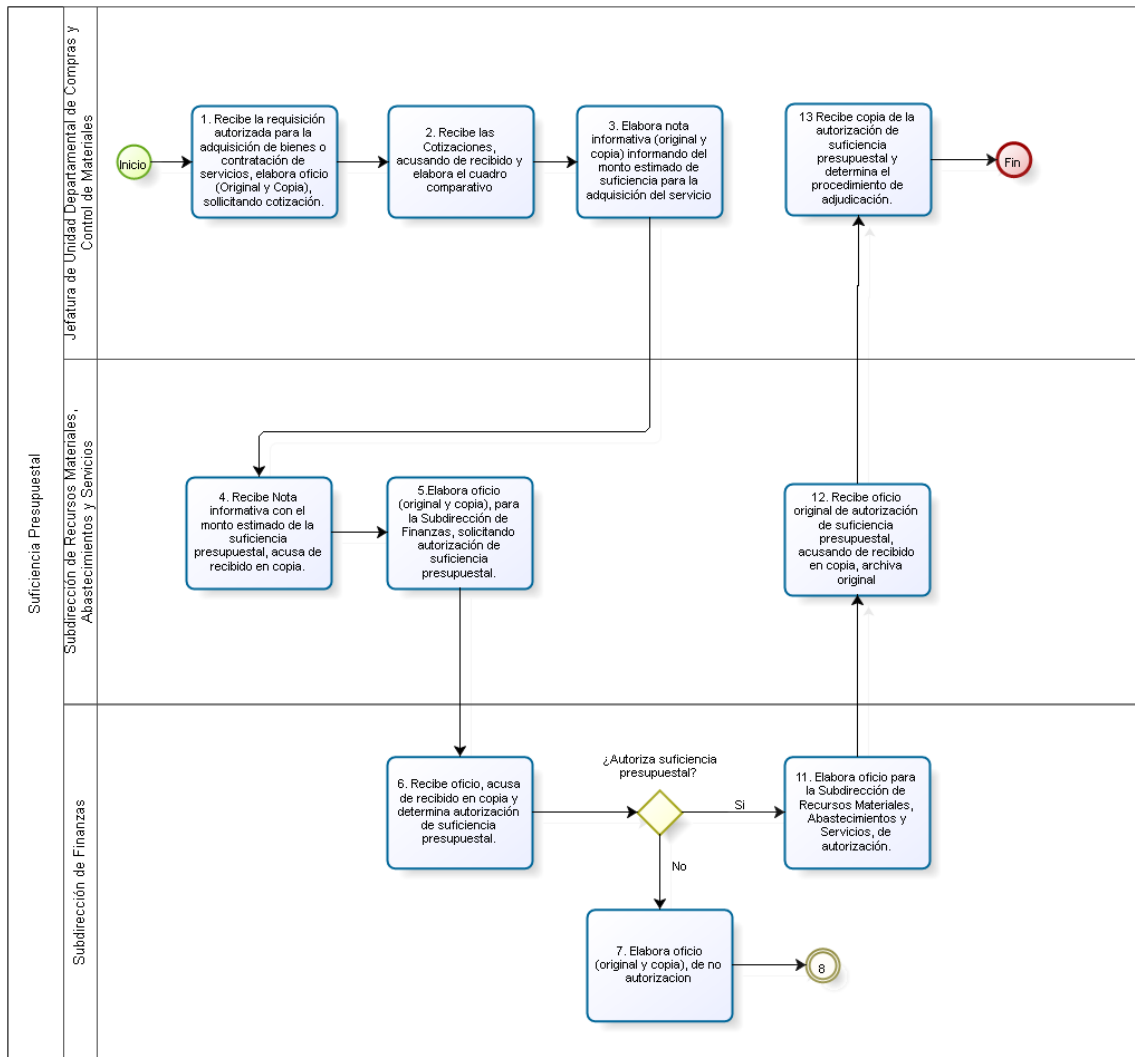 Suficiencia Presupuestal
Jefatura de Unidad Departamental de Compras y
Control de Materiales
Inicio
1. Recibe la requisición
autorizada para la
adquisición de bienes o
contratación de
servicios, elabora oficio
(Original y Copia),
sollicitando cotización.
2. Recibe las
Cotizaciones,
acusando de recibido y
elabora el cuadro
comparativo
3. Elabora nota
informativa (original y
copia) informando del
monto estimado de
suficiencia para la
adquisición del servicio
13 Recibe copia de la
autorización de
suficiencia
presupuestal y
determina el
procedimiento de
adjudicación.
Fin
Subdirección de Recursos Materiales,
Abastecimientos y Servicios
4. Recibe Nota
informativa con el
monto estimado de la
suficiencia
presupuestal, acusa de
recibido en copia.
5.Elabora oficio
(original y copia), para
la Subdirección de
Finanzas, solicitando
autorización de
suficiencia
presupuestal.
12. Recibe oficio
original de autorización
de suficiencia
presupuestal,
acusando de recibido
en copia, archiva
original
Subdirección de Finanzas
6. Recibe oficio, acusa
de recibido en copia y
determina autorización
de suficiencia
presupuestal.
¿Autoriza suficiencia
presupuestal?
Si
No
11. Elabora oficio para
la Subdirección de
Recursos Materiales,
Abastecimientos y
Servicios, de
autorización.
7. Elabora oficio
(original y copia), de no
autorizacion
8